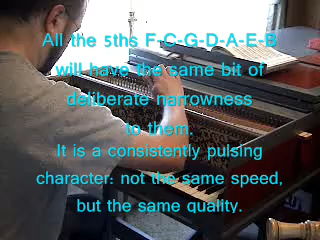 All the 5ths F-C-G-D-A-E-B
will have the same bit of
deliberate narrowness
to them.
It is a consistently pulsing
character: not the same speed,
but the same quality.